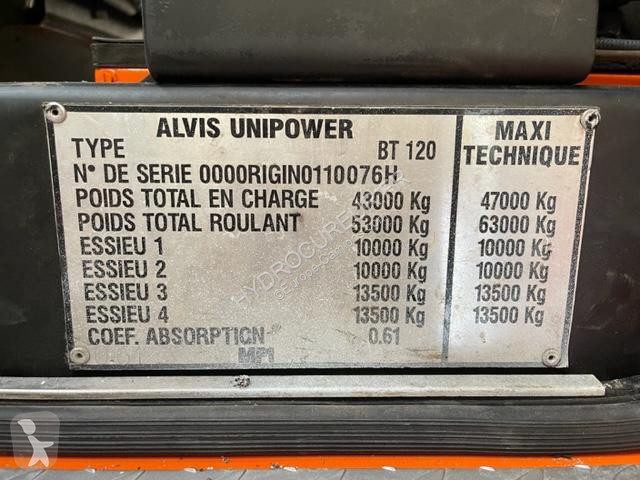 ALVIS UNIPOWER MAXI
TYPE BT 120 TECHNIQUE
N° DE SERIE 0000RIGIN0110076H
POIDS TOTAL EN CHARGE 43000 Kg 47000 Kg
POIDS TOTAL ROULANT 53000 Kg 63000 Kg
ESSIEU 1 10000 Kg 10000 Kg
ESSIEU 2 10000 Kg 10000 Kg
ESSIEU 3 13500 Kg 13500 Kg
ESSIEU 4 13500 Kg 13500 Kg
COEF. ABSORPTION 0.61
MPI